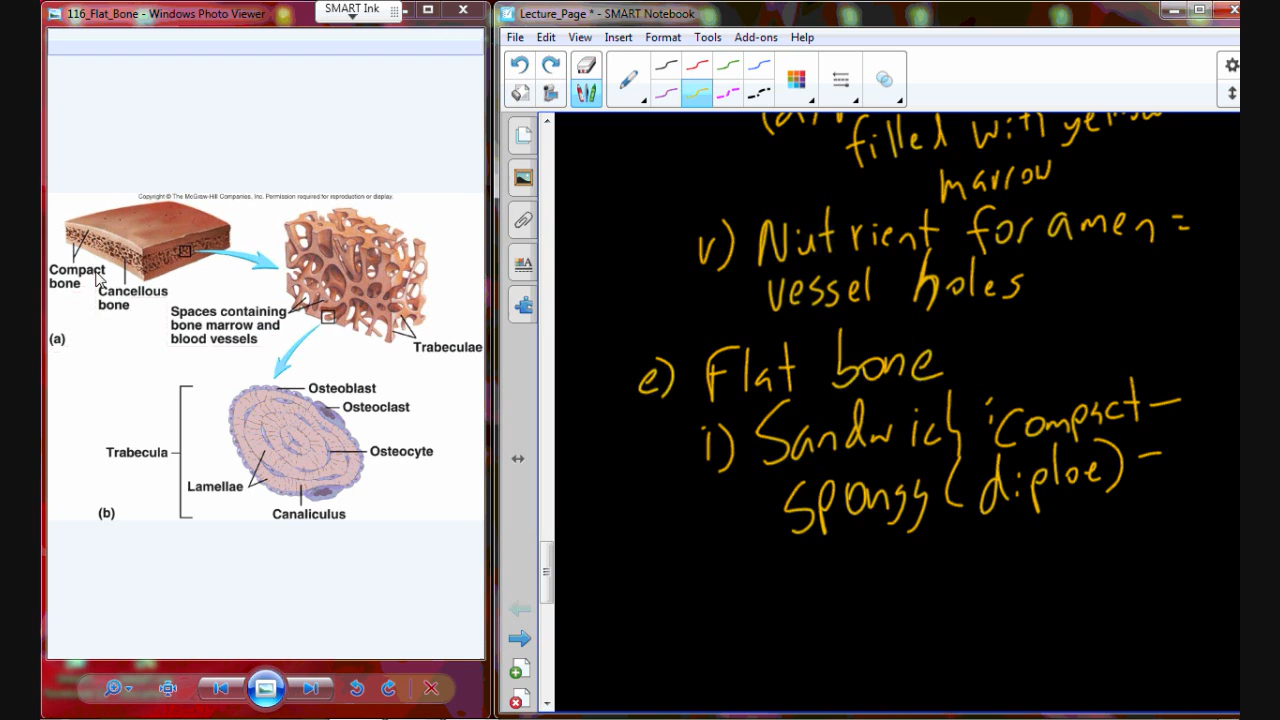 116_Flat_Bone - Windows Photo Viewer
SMART Ink
Lecture_Page * - SMART Notebook
File Edit View Insert Format Tools Add-ons Help
Copyright © The McGraw-Hill Companies, Inc. Permission required for reproduction or display.
Compact
bone
Cancellous
bone
Spaces containing
bone marrow and
blood vessels
(a)
Trabeculae
Osteoblast
Osteoclast
Trabecula
Osteocyte
Lamellae
(b)
Canaliculus
filled with yellow
marrow
v) Nutrient foramen =
vessel holes
e) Flat bone
i) Sandwich : compact -
spongy (diploe) -